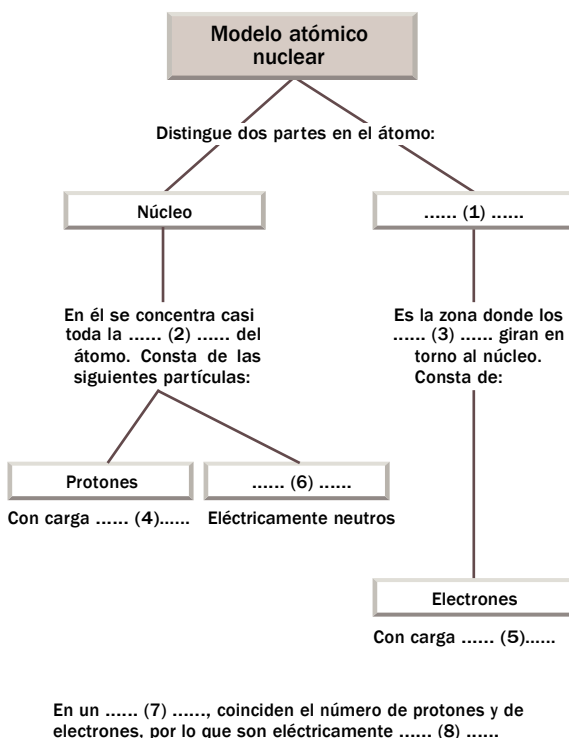 Modelo atómico
nuclear
Distingue dos partes en el átomo:
Núcleo
...... (1) ......
En él se concentra casi
toda la ...... (2) ...... del
átomo. Consta de las
siguientes partículas:
Es la zona donde los
...... (3) ...... giran en
torno al núcleo.
Consta de:
Protones
...... (6) ......
Con carga ...... (4)......
Eléctricamente neutros
Electrones
Con carga ...... (5)......
En un ...... (7) ......, coinciden el número de protones y de
electrones, por lo que son eléctricamente ...... (8) ......